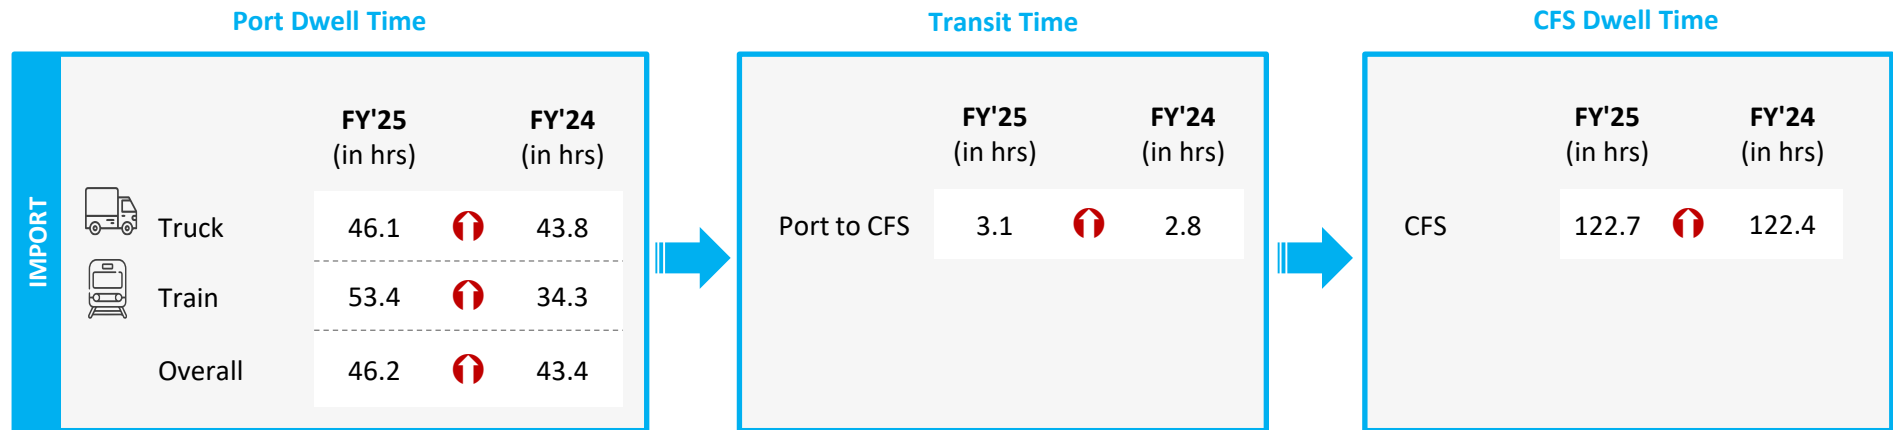 Port Dwell Time
Transit Time
CFS Dwell Time
IMPORT
FY'25 FY'24
(in hrs) (in hrs)
Truck 46.1 43.8
Train 53.4 34.3
Overall 46.2 43.4
FY'25 FY'24
(in hrs) (in hrs)
Port to CFS 3.1 2.8
FY'25 FY'24
(in hrs) (in hrs)
CFS 122.7 122.4